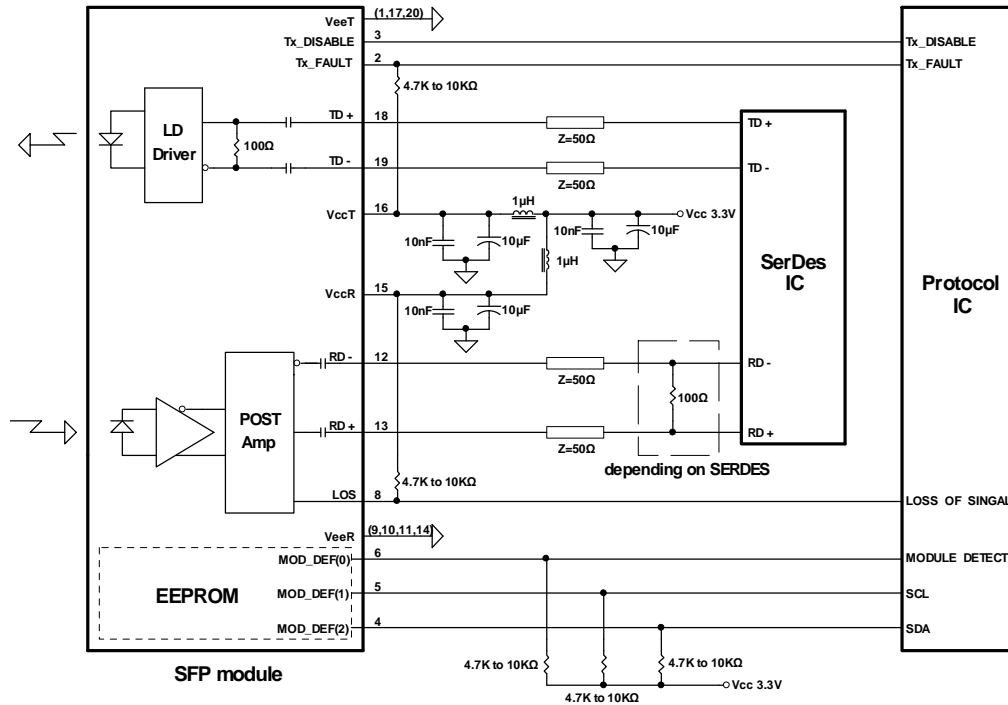 VeeT (1,17,20)
Tx_DISABLE 3 Tx_DISABLE
Tx_FAULT 2 Tx_FAULT
4.7K to 10KΩ
LD
Driver
100Ω
TD + 18 Z=50Ω TD +
TD - 19 Z=50Ω TD -
1µH
VccT 16 Vcc 3.3V
10nF 10µF 10nF 10µF
1µH
SerDes
IC
Protocol
IC
VccR 15
10nF 10µF
RD - 12 Z=50Ω RD -
100Ω
POST
Amp
RD + 13 Z=50Ω RD +
depending on SERDES
4.7K to 10KΩ
LOS 8 LOSS OF SINGAL
VeeR (9,10,11,14)
MOD_DEF(0) 6 MODULE DETECT
EEPROM MOD_DEF(1) 5 SCL
MOD_DEF(2) 4 SDA
4.7K to 10KΩ 4.7K to 10KΩ
4.7K to 10KΩ
Vcc 3.3V
SFP module